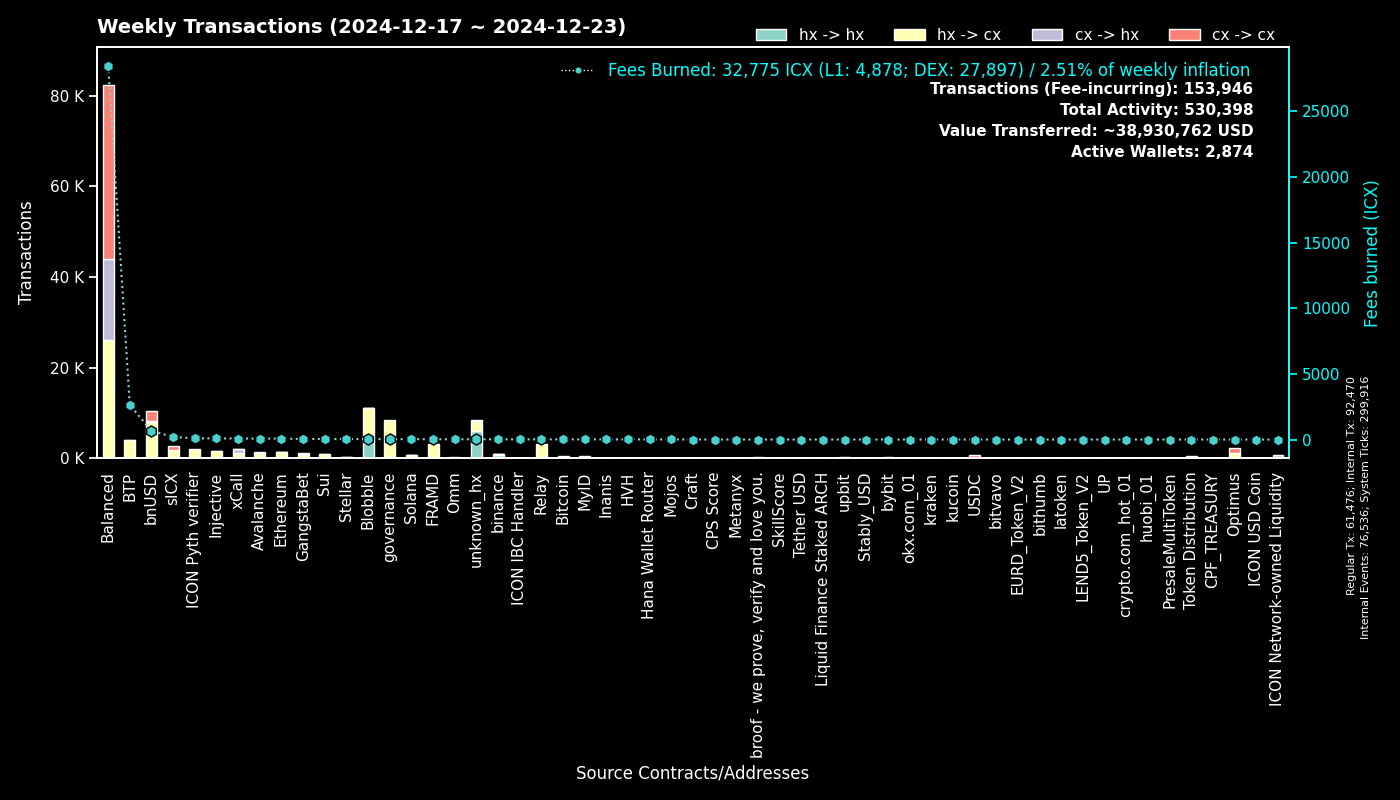 Weekly Transactions (2024-12-17 ~ 2024-12-23)
hx -> hx
hx -> cx
cx -> hx
cx -> cx
Fees Burned: 32,775 ICX (L1: 4,878; DEX: 27,897) / 2.51% of weekly inflation
Transactions (Fee-incurring): 153,946
Total Activity: 530,398
Value Transferred: ~38,930,762 USD
Active Wallets: 2,874
Transactions
80 K
60 K
40 K
20 K
0 K
25000
20000
15000
10000
5000
0
Fees burned (ICX)
Regular Tx: 61,476; Internal Tx: 92,470
Internal Events: 76,536; System Ticks: 299,916
Balanced
BTP
bnUSD
sICX
ICON Pyth verifier
Injective
xCall
Avalanche
Ethereum
GangstaBet
Sui
Stellar
Blobble
governance
Solana
FRAMD
Omm
unknown_hx
binance
ICON IBC Handler
Relay
Bitcoin
MyID
Inanis
HVH
Hana Wallet Router
Mojos
Craft
CPS Score
Metanyx
broof - we prove, verify and love you.
SkillScore
Tether USD
Liquid Finance Staked ARCH
upbit
Stably_USD
bybit
okx.com_01
kraken
kucoin
USDC
bitvavo
EURD_Token_V2
bithumb
latoken
LEND5_Token_V2
UP
crypto.com_hot_01
huobi_01
PresaleMultiToken
Token Distribution
CPF_TREASURY
Optimus
ICON USD Coin
ICON Network-owned Liquidity
Source Contracts/Addresses